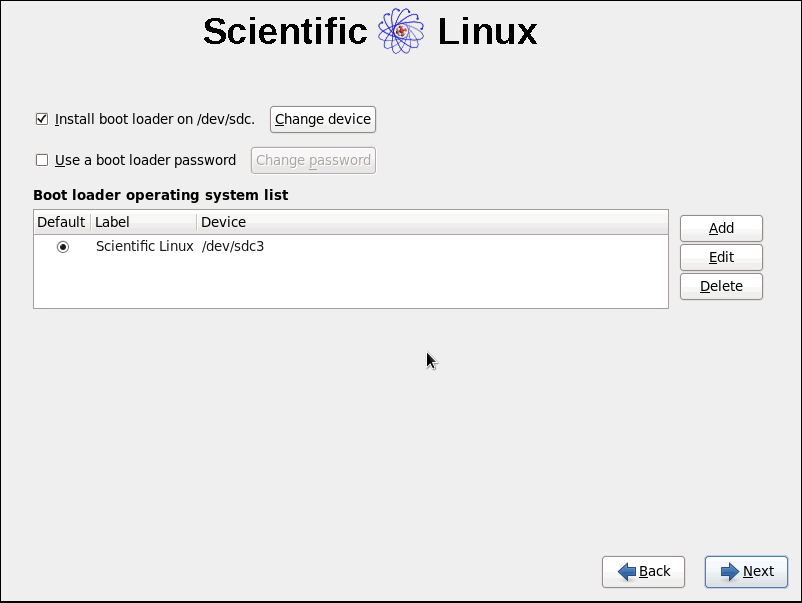 Scientific Linux
Install boot loader on /dev/sdc. Change device
Use a boot loader password Change password
Boot loader operating system list
Default Label Device
Scientific Linux /dev/sdc3
Add
Edit
Delete
Back Next